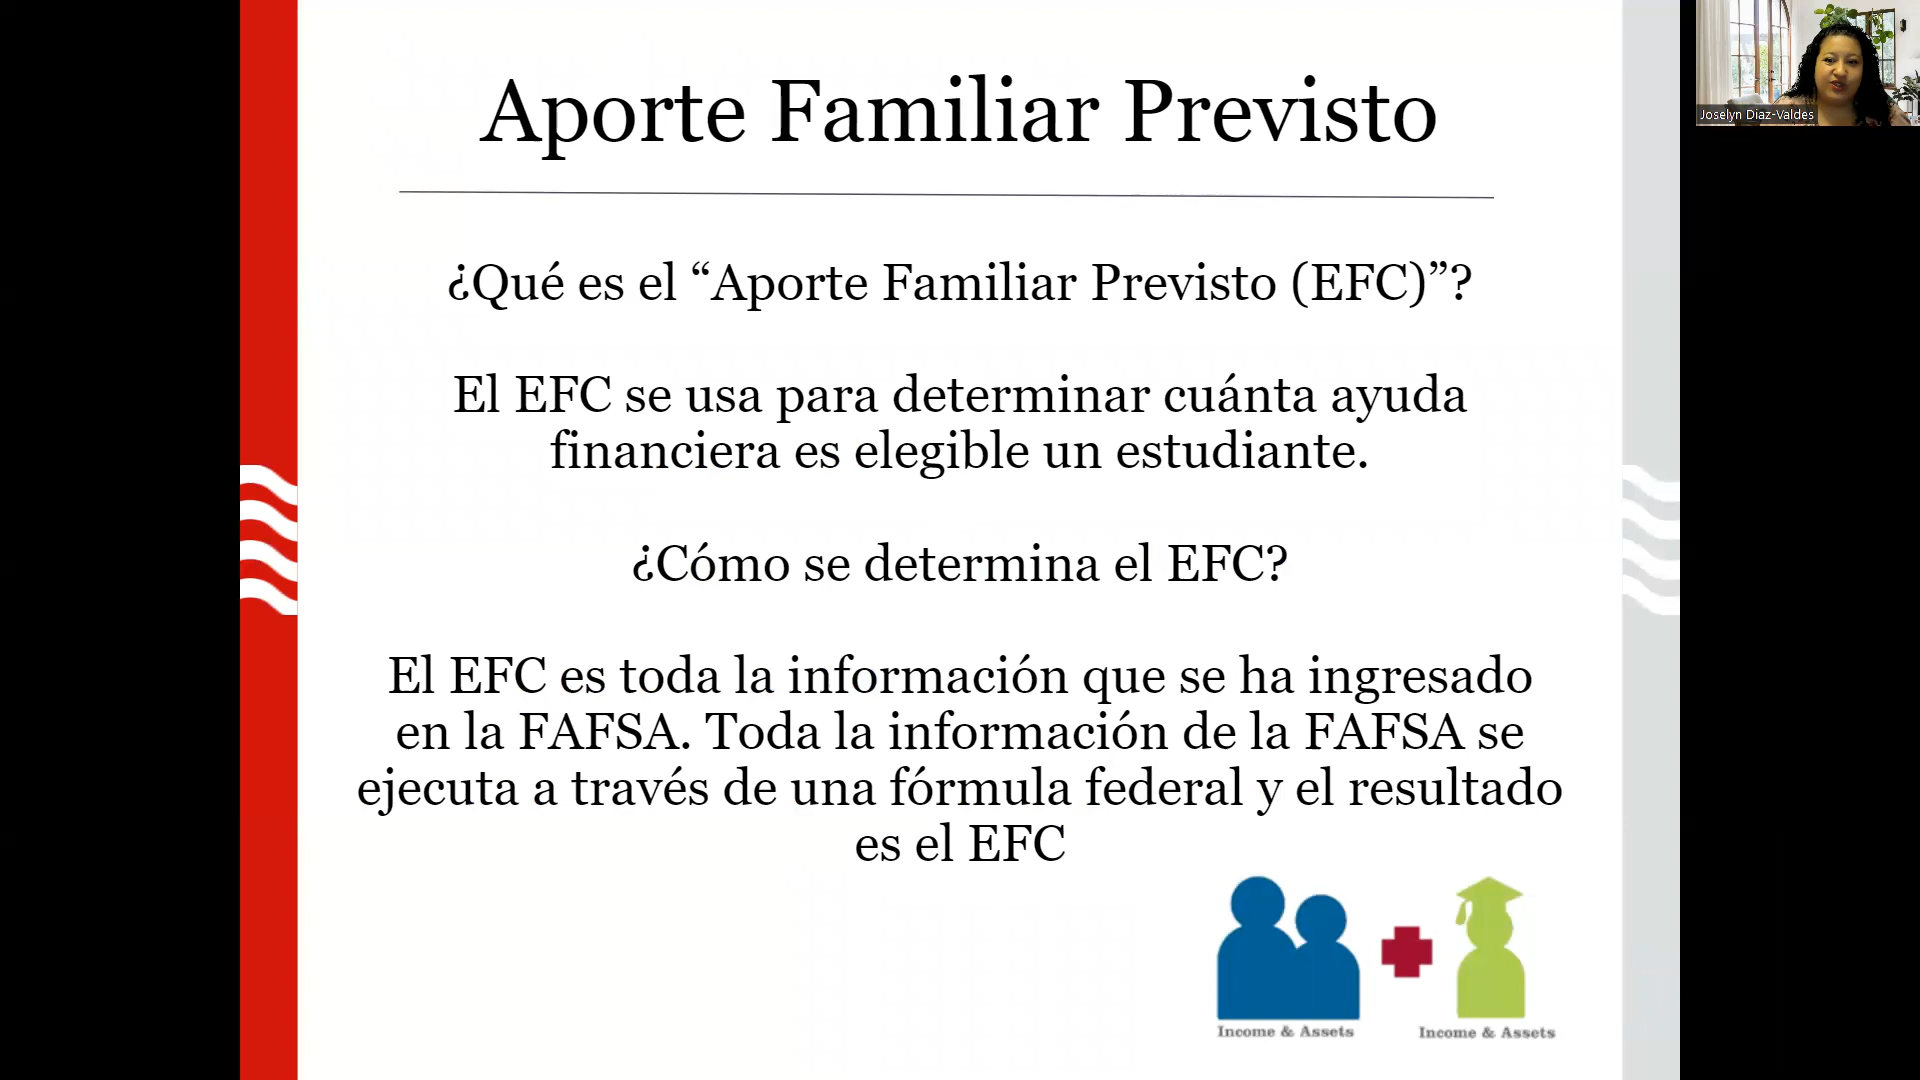 Aporte Familiar Previsto
¿Qué es el “Aporte Familiar Previsto (EFC)”?
El EFC se usa para determinar cuánta ayuda
financiera es elegible un estudiante.
¿Cómo se determina el EFC?
El EFC es toda la información que se ha ingresado
en la FAFSA. Toda la información de la FAFSA se
ejecuta a través de una fórmula federal y el resultado
es el EFC
Income & Assets
Income & Assets
Joselyn Diaz-Valdes